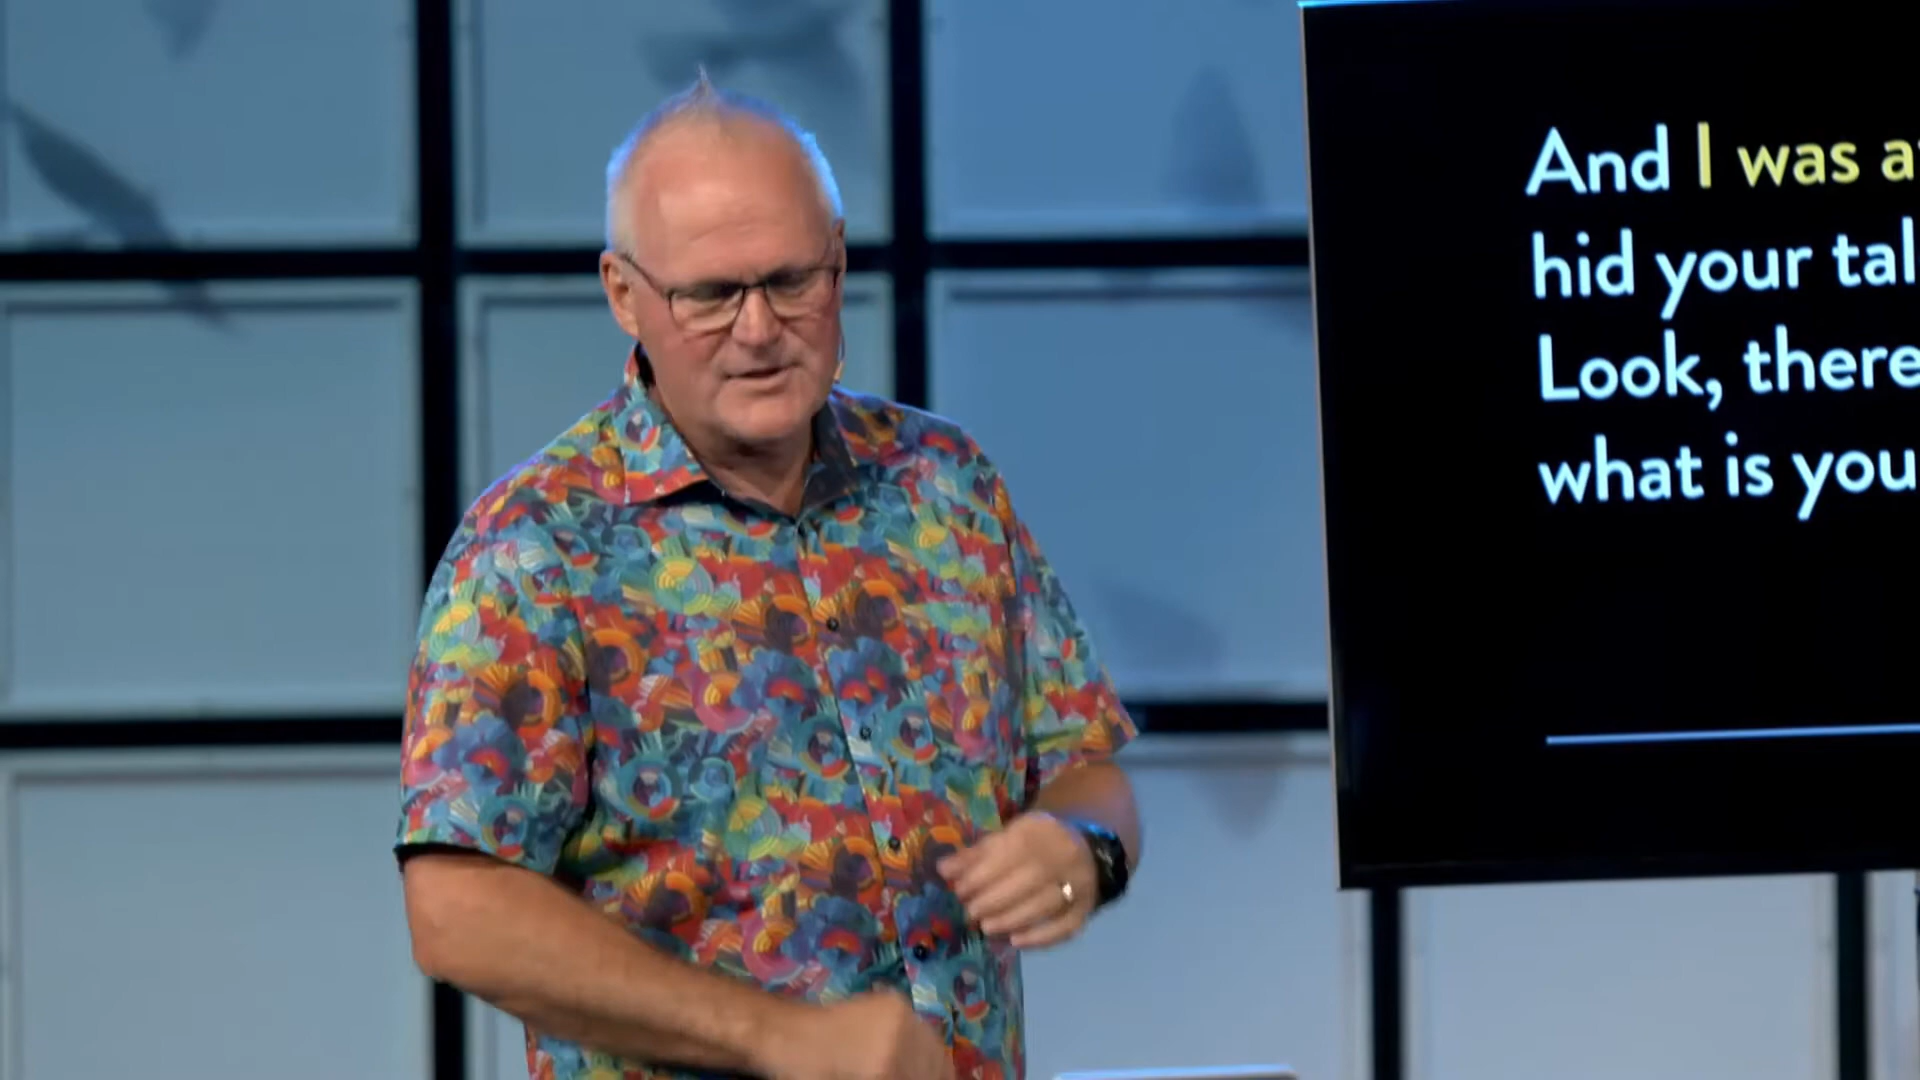 And I was a
hid your tal
Look, there
what is you